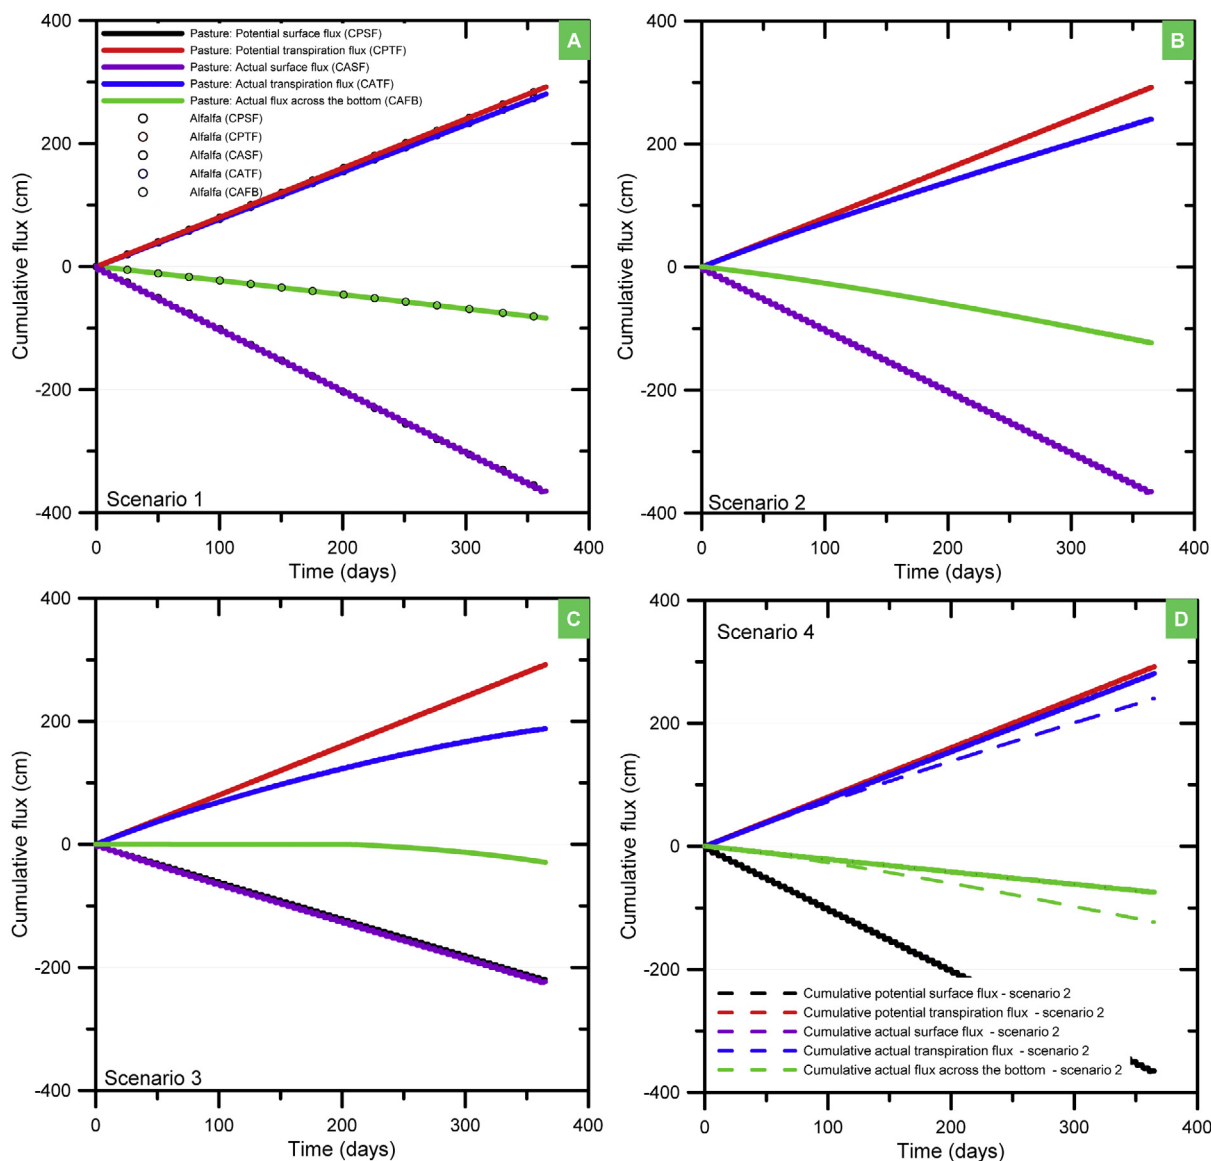 A
400
Pasture: Potential surface flux (CPSF)
Pasture: Potential transpiration flux (CPTF)
Pasture: Actual surface flux (CASF)
Pasture: Actual transpiration flux (CATF)
Pasture: Actual flux across the bottom (CAFB)
Alfalfa (CPSF)
Alfalfa (CPTF)
Alfalfa (CASF)
Alfalfa (CATF)
Alfalfa (CAFB)
200
0
-200
-400
Cumulative flux (cm)
Scenario 1
0 100 200 300 400
Time (days)
B
400
200
0
-200
-400
Cumulative flux (cm)
Scenario 2
0 100 200 300 400
Time (days)
C
400
200
0
-200
-400
Cumulative flux (cm)
Scenario 3
0 100 200 300 400
Time (days)
D
400
Scenario 4
200
0
-200
-400
Cumulative flux (cm)
Cumulative potential surface flux - scenario 2
Cumulative potential transpiration flux - scenario 2
Cumulative actual surface flux - scenario 2
Cumulative actual transpiration flux - scenario 2
Cumulative actual flux across the bottom - scenario 2
0 100 200 300 400
Time (days)